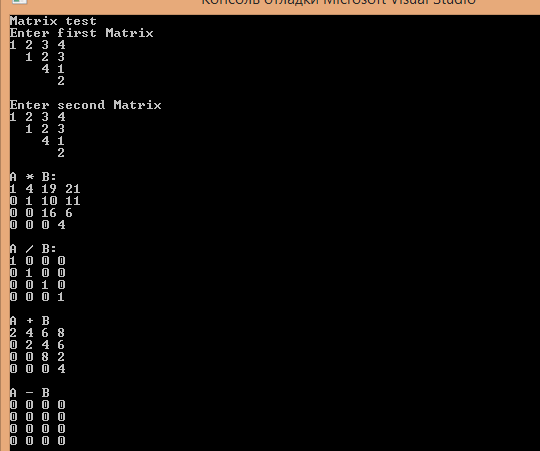 Консоль отладки Microsoft Visual Studio
Matrix test
Enter first Matrix
1 2 3 4
1 2 3
4 1
2
Enter second Matrix
1 2 3 4
1 2 3
4 1
2
A * B:
1 4 19 21
0 1 10 11
0 0 16 6
0 0 0 4
A / B:
1 0 0 0
0 1 0 0
0 0 1 0
0 0 0 1
A + B
2 4 6 8
0 2 4 6
0 0 8 2
0 0 0 4
A - B
0 0 0 0
0 0 0 0
0 0 0 0
0 0 0 0